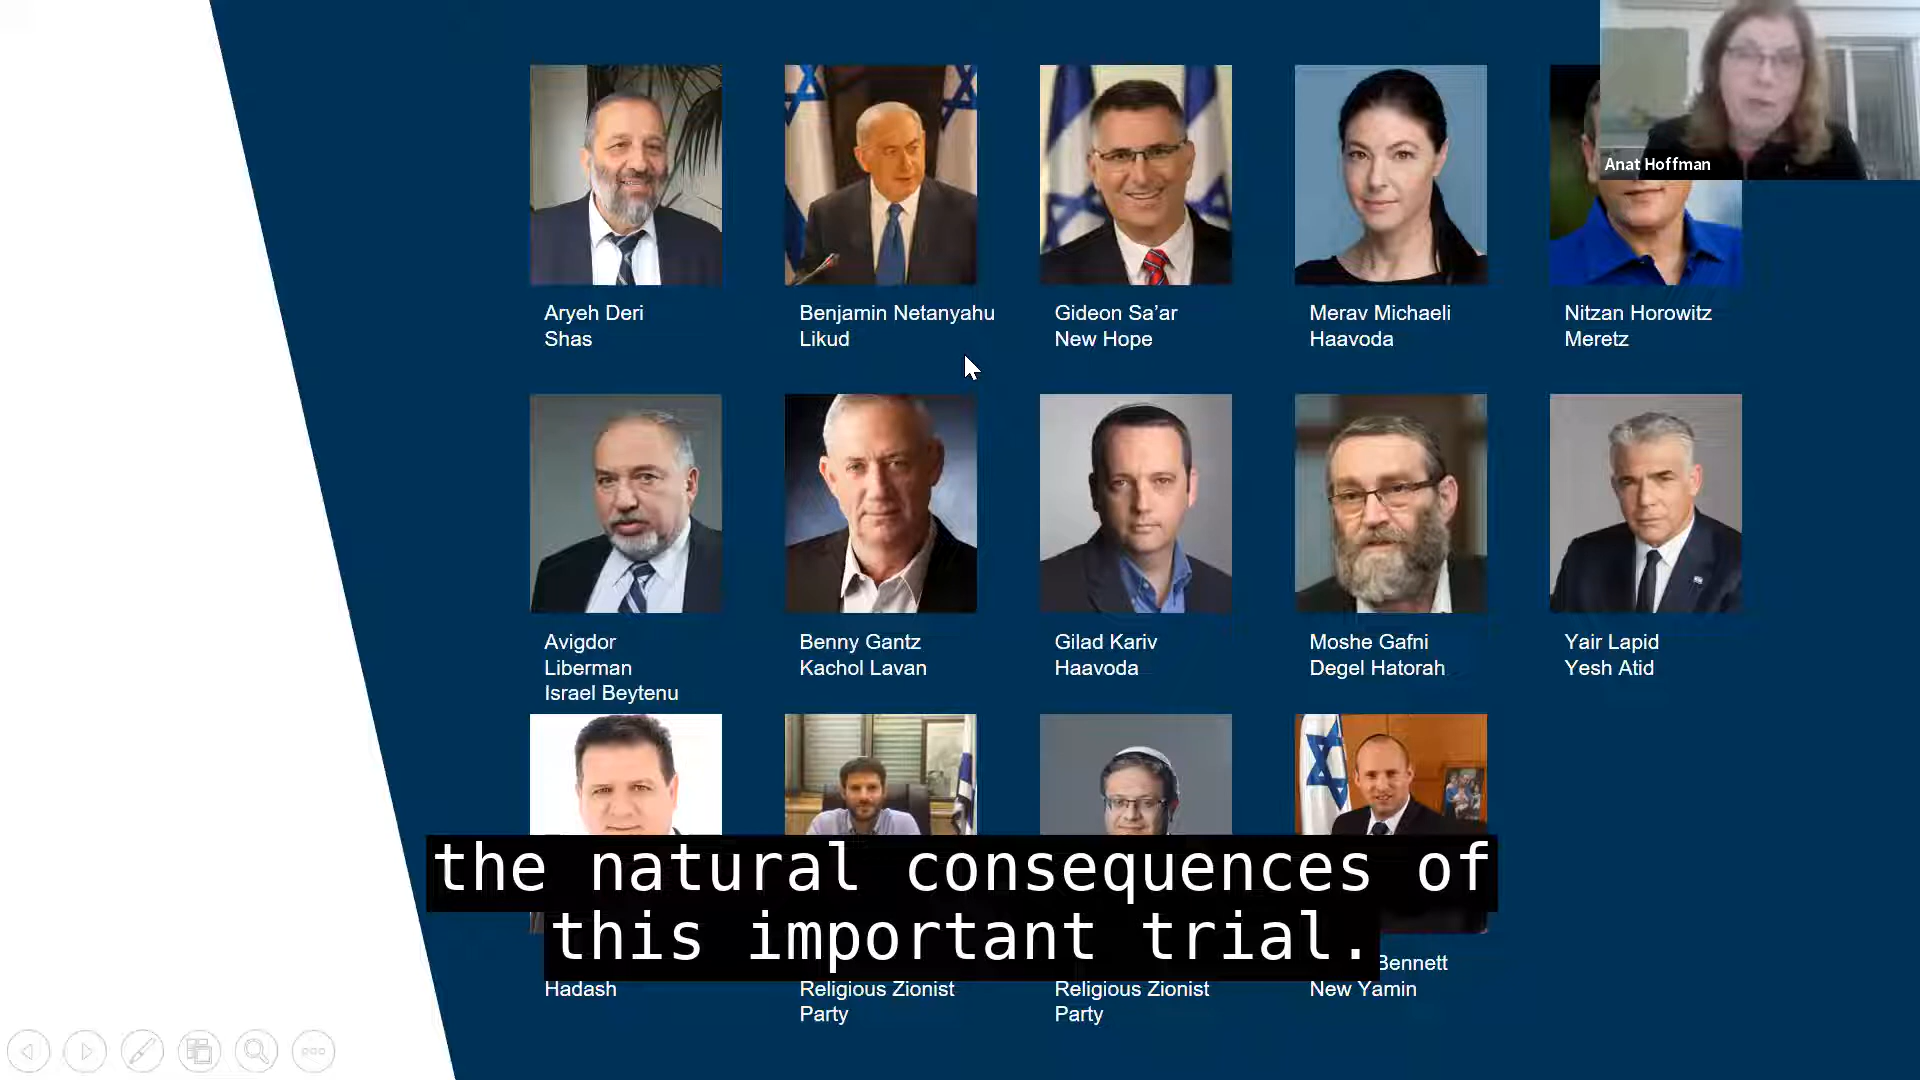 Anat Hoffman
Aryeh Deri
Shas
Benjamin Netanyahu
Likud
Gideon Sa’ar
New Hope
Merav Michaeli
Haavoda
Nitzan Horowitz
Meretz
Avigdor
Liberman
Israel Beytenu
Benny Gantz
Kachol Lavan
Gilad Kariv
Haavoda
Moshe Gafni
Degel Hatorah
Yair Lapid
Yesh Atid
the natural consequences of
this important trial.
Hadash
Religious Zionist
Party
Religious Zionist
Party
Bennett
New Yamin